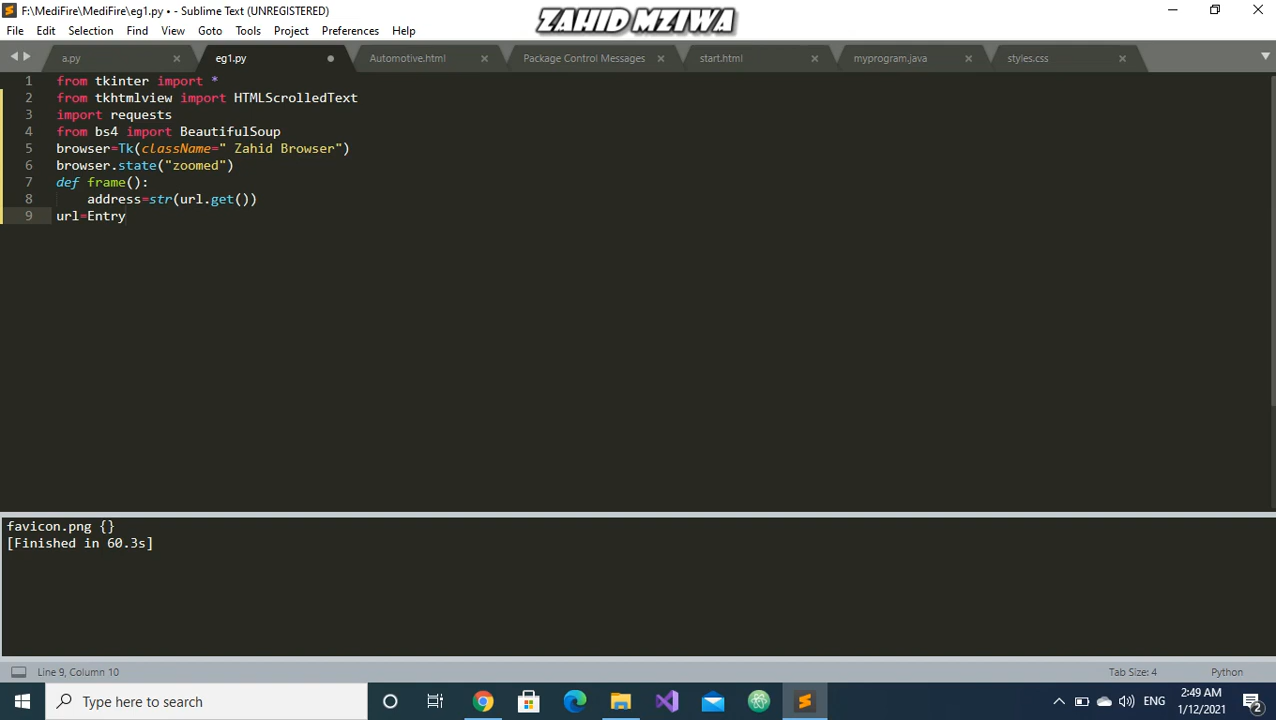 F:\MediFire\MediFire\eg1.py • - Sublime Text (UNREGISTERED)
ZAHID MZIWA
File Edit Selection Find View Goto Tools Project Preferences Help
a.py eg1.py Automotive.html Package Control Messages start.html myprogram.java styles.css
1 from tkinter import *
2 from tkhtmlview import HTMLScrolledText
3 import requests
4 from bs4 import BeautifulSoup
5 browser=Tk(className=" Zahid Browser")
6 browser.state("zoomed")
7 def frame():
8 address=str(url.get())
9 url=Entry
favicon.png {}
[Finished in 60.3s]
Line 9, Column 10 Tab Size: 4 Python
Type here to search ENG 2:49 AM
1/12/2021 2